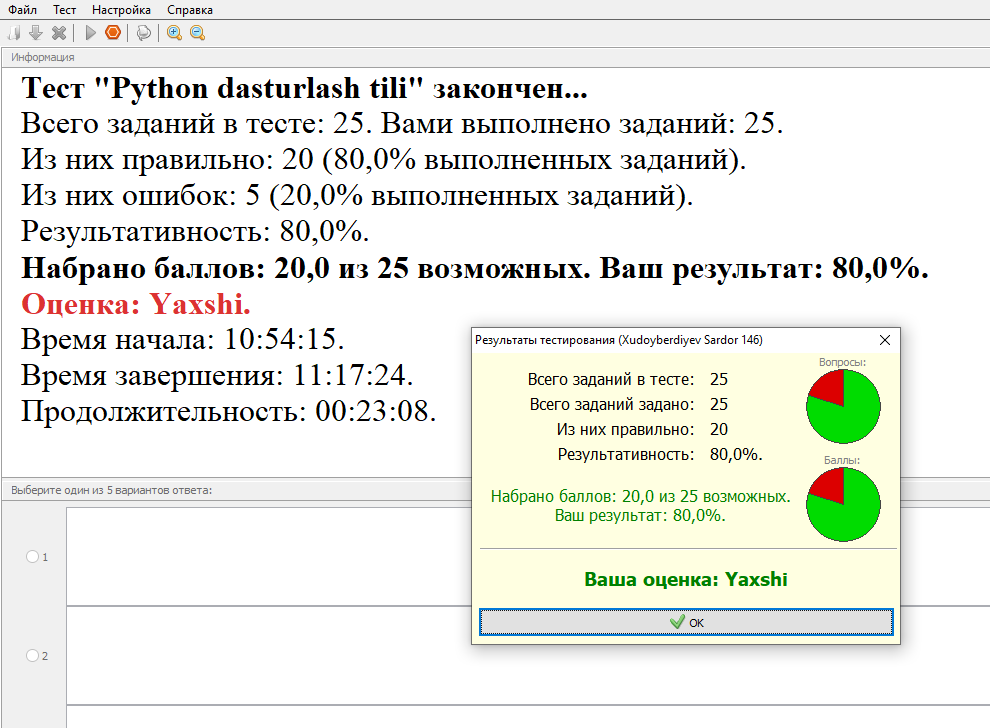 Файл Тест Настройка Справка
Информация
Тест "Python dasturlash tili" закончен...
Всего заданий в тесте: 25. Вами выполнено заданий: 25.
Из них правильно: 20 (80,0% выполненных заданий).
Из них ошибок: 5 (20,0% выполненных заданий).
Результативность: 80,0%.
Набрано баллов: 20,0 из 25 возможных. Ваш результат: 80,0%.
Оценка: Yaxshi.
Время начала: 10:54:15.
Время завершения: 11:17:24.
Продолжительность: 00:23:08.
Выберите один из 5 вариантов ответа:
1
2
Результаты тестирования (Xudoyberdiyev Sardor 146)
Всего заданий в тесте: 25
Всего заданий задано: 25
Из них правильно: 20
Результативность: 80,0%.
Вопросы:
Баллы:
Набрано баллов: 20,0 из 25 возможных.
Ваш результат: 80,0%.
Ваша оценка: Yaxshi
ОК